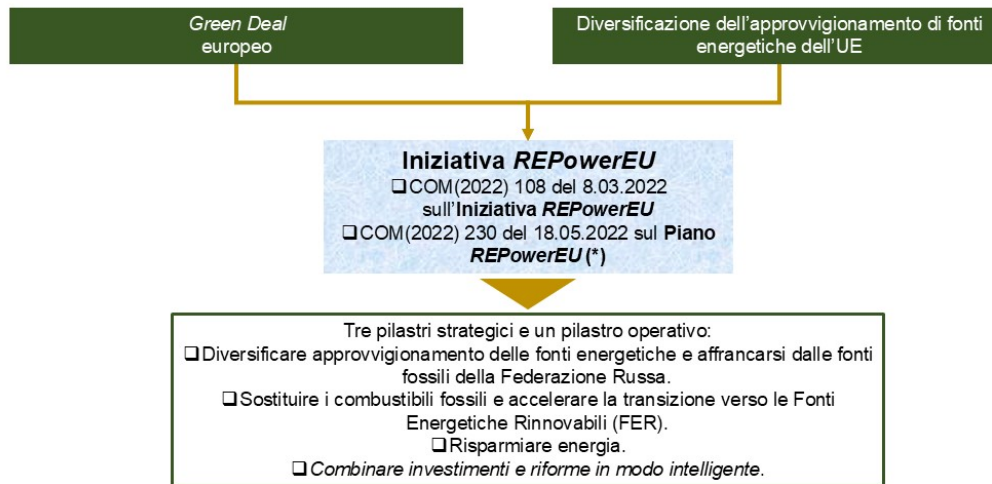 Green Deal
europeo
Diversificazione dell'approvvigionamento di fonti
energetiche dell'UE
Iniziativa REPowerEU
❑COM(2022) 108 del 8.03.2022
sull'Iniziativa REPowerEU
❑COM(2022) 230 del 18.05.2022 sul Piano
REPowerEU (*)
Tre pilastri strategici e un pilastro operativo:
❑Diversificare approvvigionamento delle fonti energetiche e affrancarsi dalle fonti
fossili della Federazione Russa.
❑Sostituire i combustibili fossili e accelerare la transizione verso le Fonti
Energetiche Rinnovabili (FER).
❑Risparmiare energia.
❑Combinare investimenti e riforme in modo intelligente.